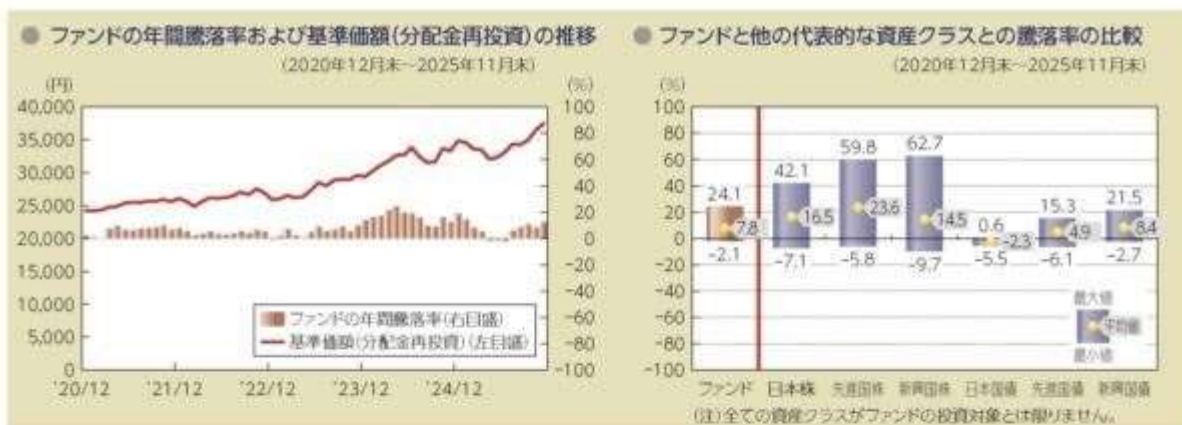 ● ファンドの年間騰落率および基準価額(分配金再投資)の推移
(2020年12月末～2025年11月末)
(円)
(%)
40,000
35,000
30,000
25,000
20,000
15,000
10,000
5,000
0
100
80
60
40
20
0
-20
-40
-60
-80
-100
ファンドの年間騰落率(右目盛)
基準価額(分配金再投資)(左目盛)
'20/12 '21/12 '22/12 '23/12 '24/12
● ファンドと他の代表的な資産クラスとの騰落率の比較
(2020年12月末～2025年11月末)
(%)
100
80
60
40
20
0
-20
-40
-60
-80
-100
24.1 42.1 59.8 62.7 0.6 15.3 21.5
7.8 16.5 23.6 14.5 -2.3 4.9 8.4
-2.1 -7.1 -5.8 -9.7 -5.5 -6.1 -2.7
最大値
平均値
最小値
ファンド 日本株 先進国株 新興国株 日本国債 先進国債 新興国債
(注)全ての資産クラスがファンドの投資対象とは限りません。